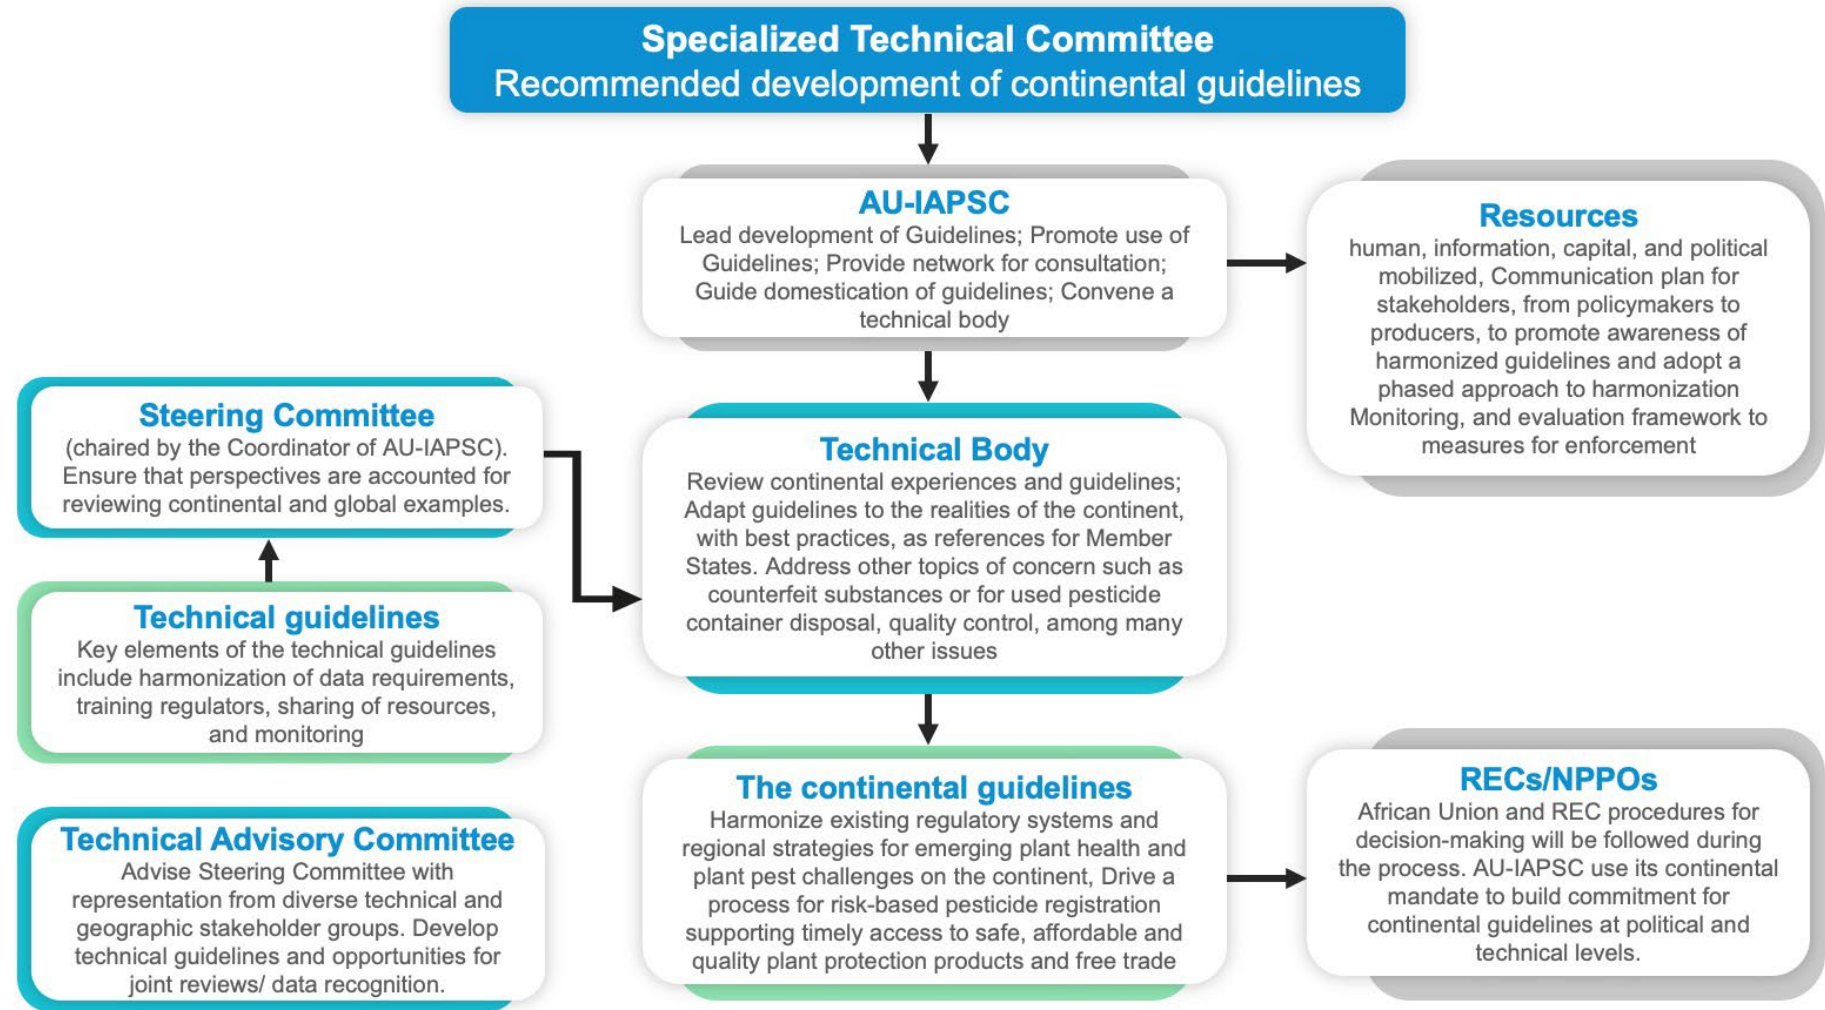 Specialized Technical Committee
Recommended development of continental guidelines
AU-IAPSC
Lead development of Guidelines; Promote use of
Guidelines; Provide network for consultation;
Guide domestication of guidelines; Convene a
technical body
Resources
human, information, capital, and political
mobilized, Communication plan for
stakeholders, from policymakers to
producers, to promote awareness of
harmonized guidelines and adopt a
phased approach to harmonization
Monitoring, and evaluation framework to
measures for enforcement
Steering Committee
(chaired by the Coordinator of AU-IAPSC).
Ensure that perspectives are accounted for
reviewing continental and global examples.
Technical Body
Review continental experiences and guidelines;
Adapt guidelines to the realities of the continent,
with best practices, as references for Member
States. Address other topics of concern such as
counterfeit substances or for used pesticide
container disposal, quality control, among many
other issues
Technical guidelines
Key elements of the technical guidelines
include harmonization of data requirements,
training regulators, sharing of resources,
and monitoring
Technical Advisory Committee
Advise Steering Committee with
representation from diverse technical and
geographic stakeholder groups. Develop
technical guidelines and opportunities for
joint reviews/ data recognition.
The continental guidelines
Harmonize existing regulatory systems and
regional strategies for emerging plant health and
plant pest challenges on the continent, Drive a
process for risk-based pesticide registration
supporting timely access to safe, affordable and
quality plant protection products and free trade
RECs/NPPOs
African Union and REC procedures for
decision-making will be followed during
the process. AU-IAPSC use its continental
mandate to build commitment for
continental guidelines at political and
technical levels.